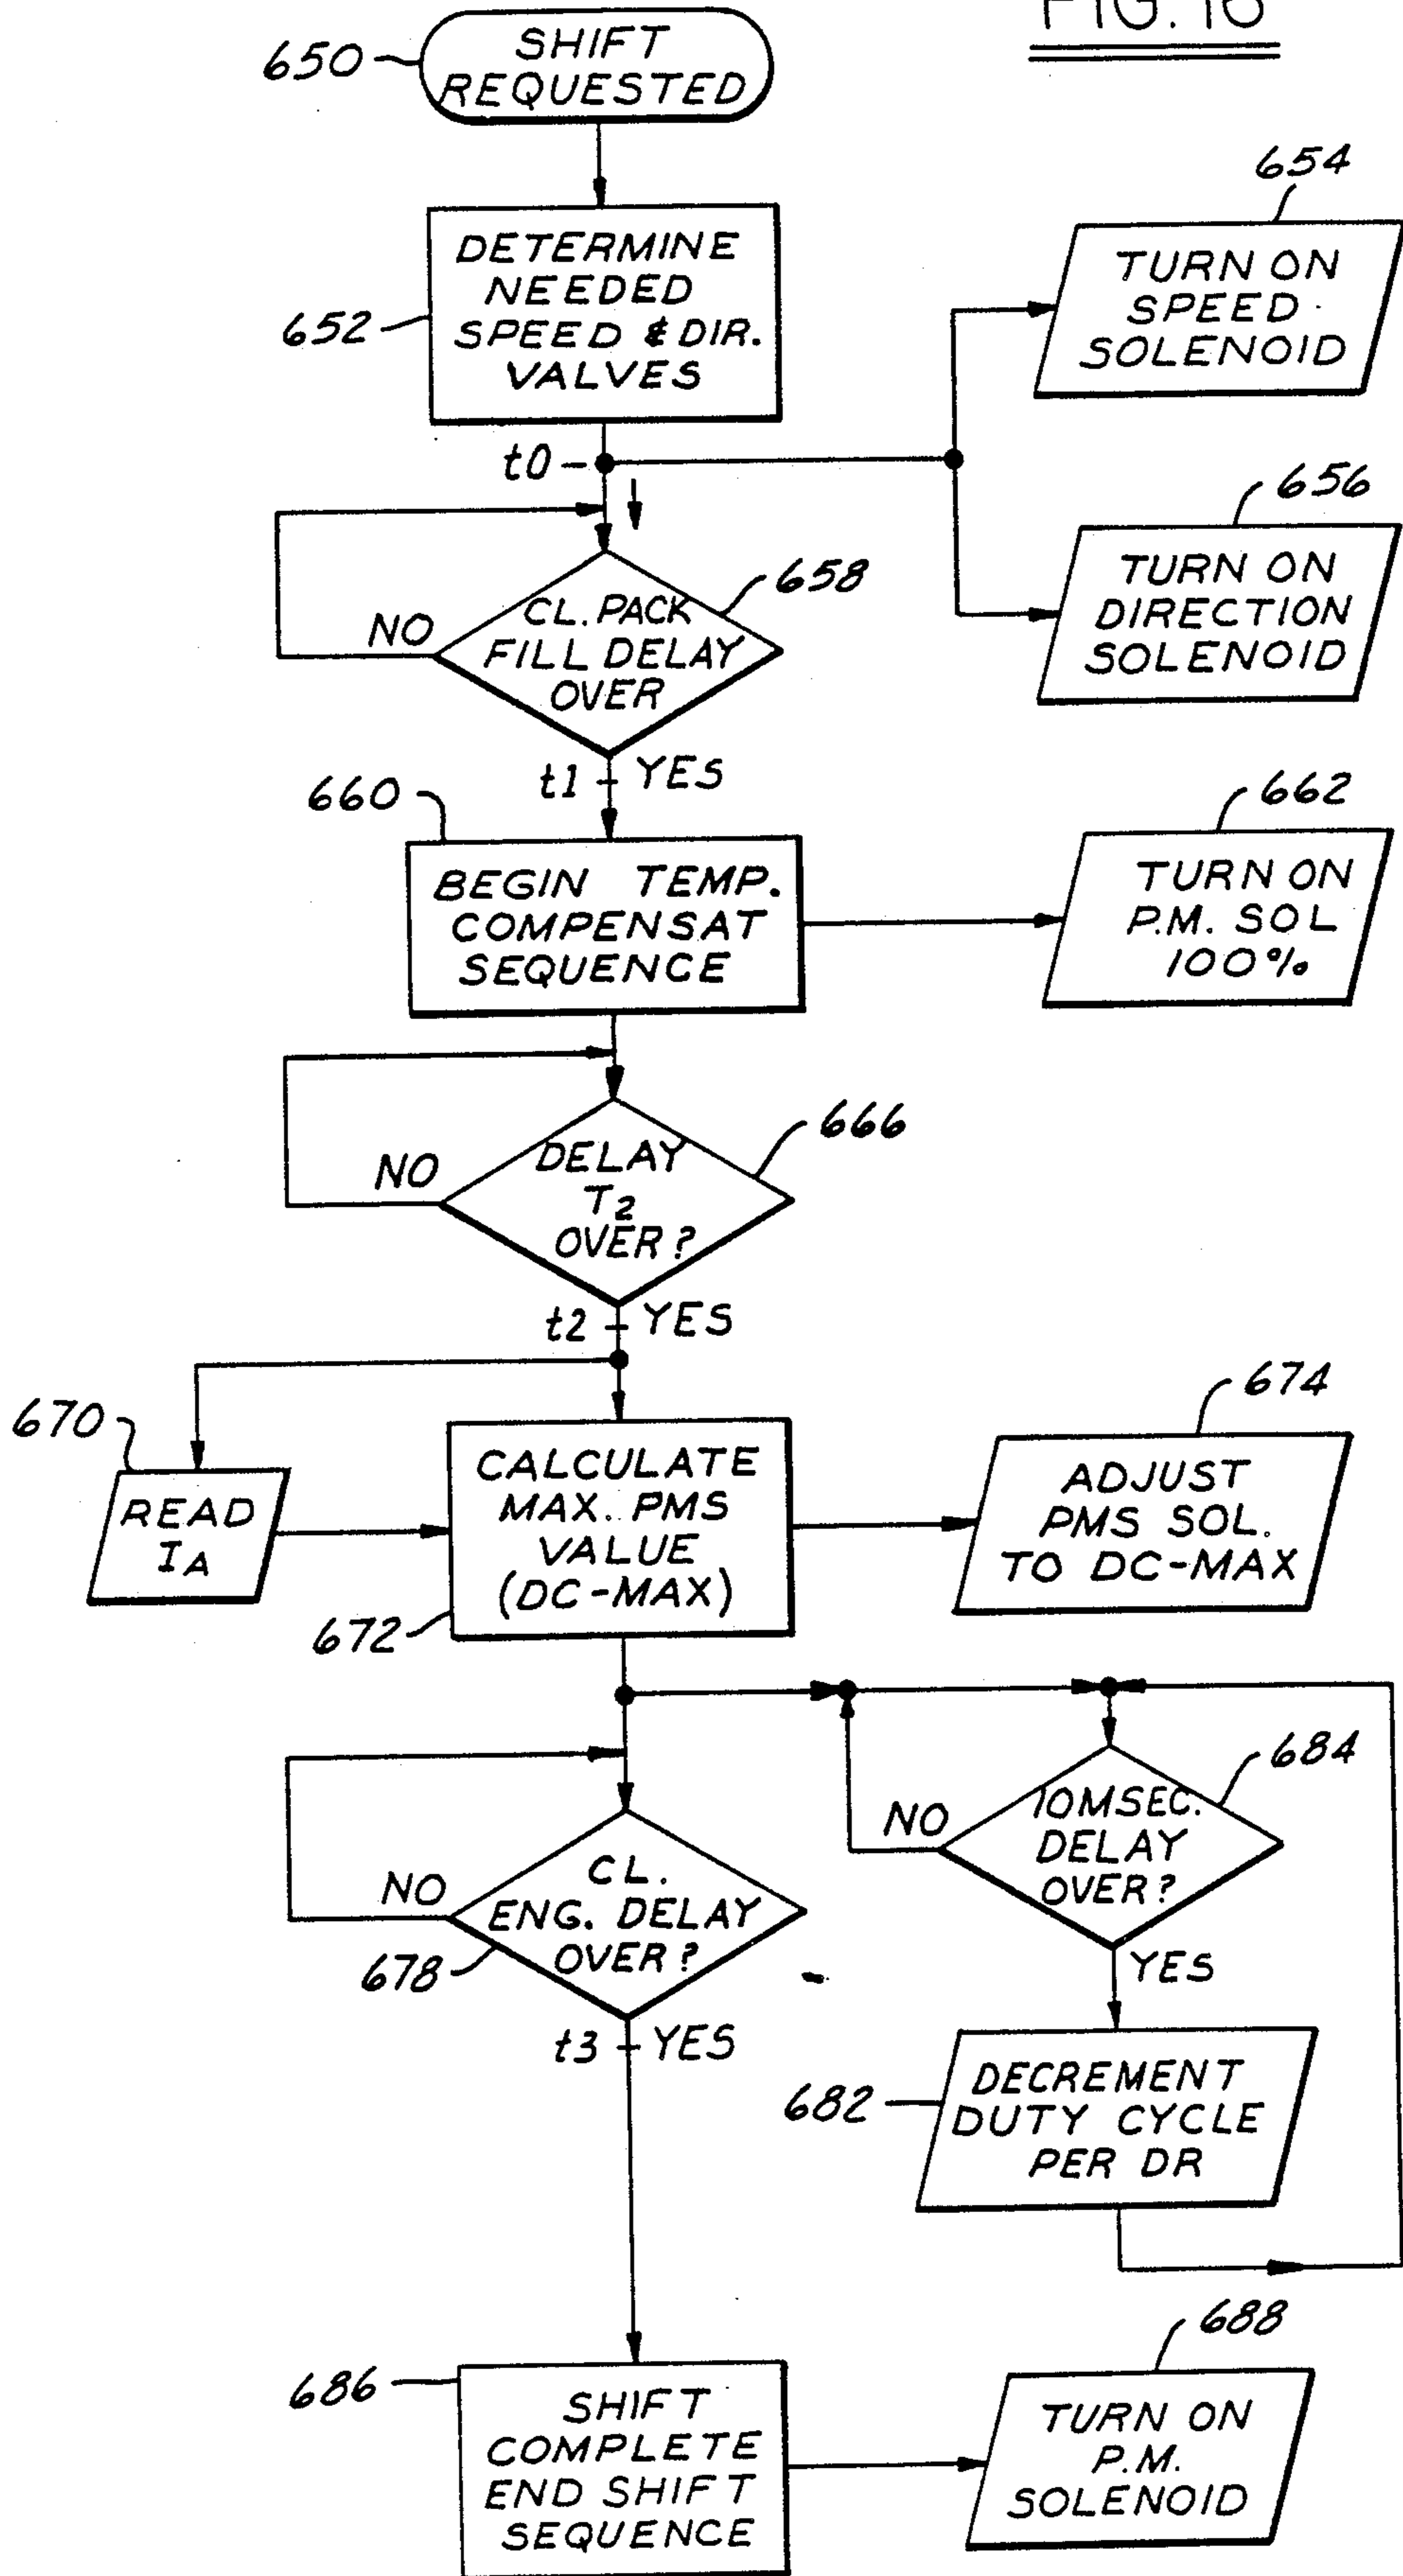 FIG. 16
650
SHIFT
REQUESTED
652
DETERMINE
NEEDED
SPEED & DIR.
VALVES
654
TURN ON
SPEED
SOLENOID
t0
656
TURN ON
DIRECTION
SOLENOID
658
CL. PACK
FILL DELAY
OVER
NO
t1
YES
660
BEGIN TEMP.
COMPENSAT
SEQUENCE
662
TURN ON
P.M. SOL
100%
666
DELAY
T2
OVER?
NO
t2
YES
670
READ
IA
672
CALCULATE
MAX. PMS
VALUE
(DC-MAX)
674
ADJUST
PMS SOL.
TO DC-MAX
678
CL.
ENG. DELAY
OVER?
NO
t3
YES
684
10MSEC.
DELAY
OVER?
NO
YES
682
DECREMENT
DUTY CYCLE
PER DR
686
SHIFT
COMPLETE
END SHIFT
SEQUENCE
688
TURN ON
P.M.
SOLENOID